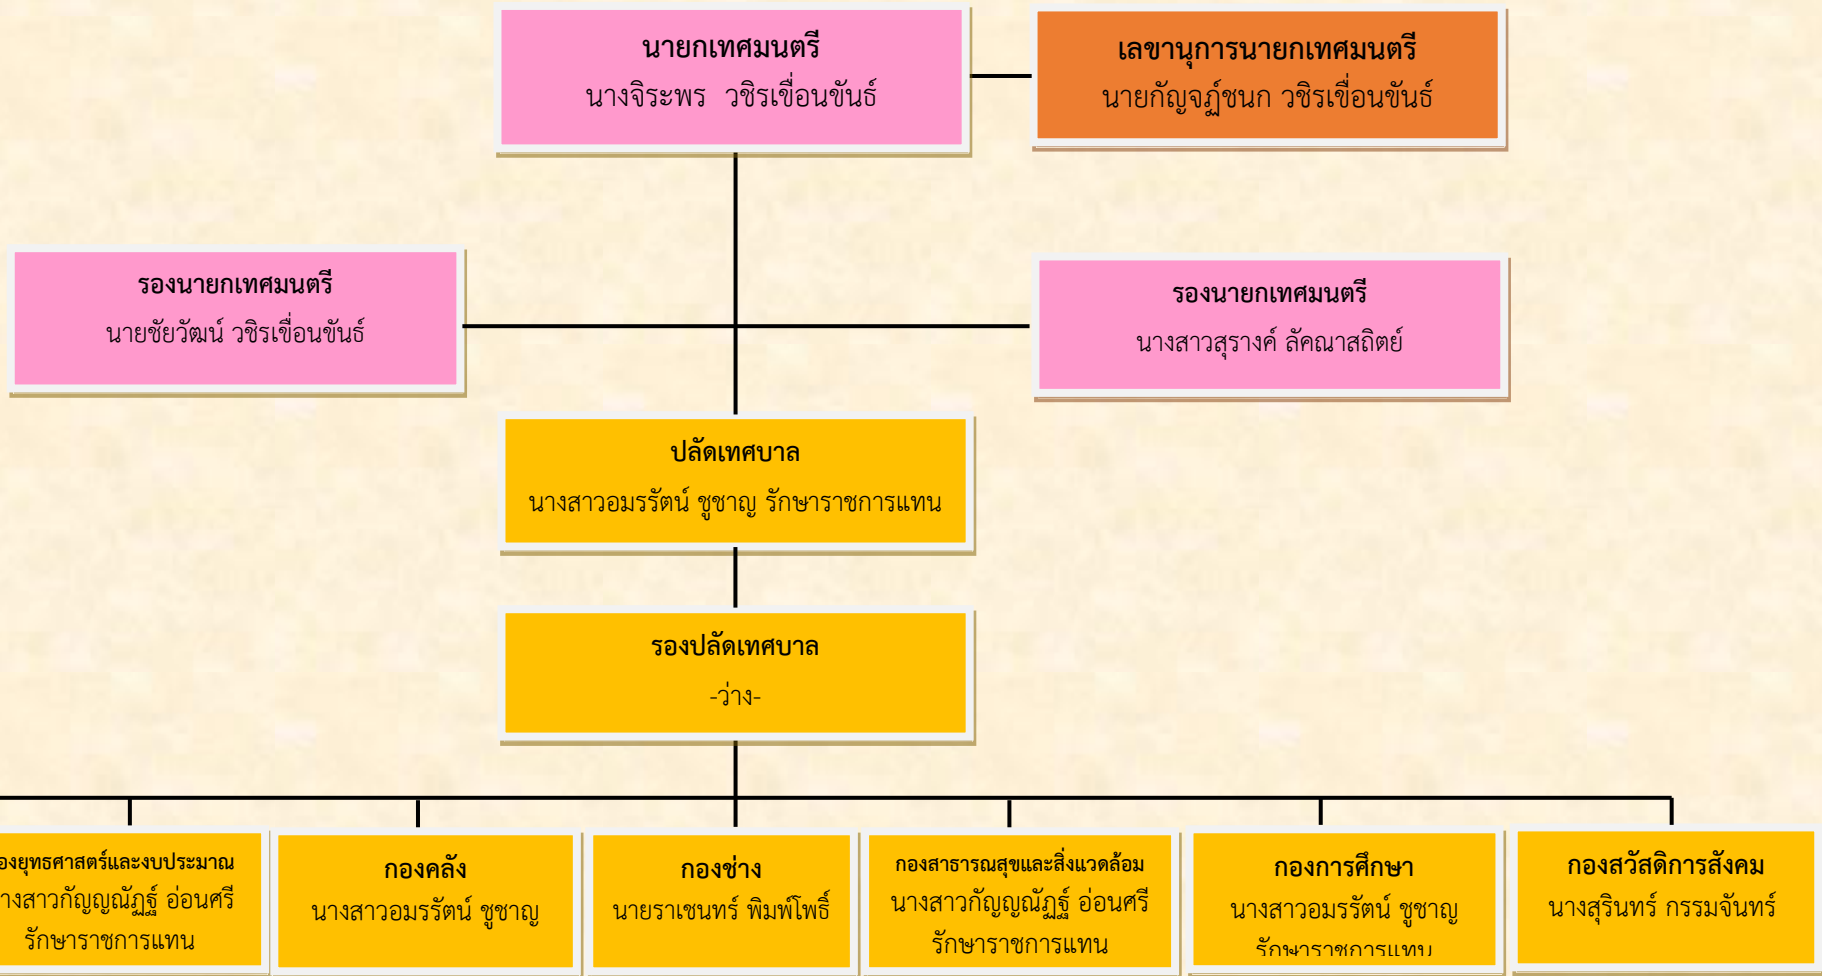 นายกเทศมนตรี
นางจิระพร วชิรเขื่อนขันธ์
เลขานุการนายกเทศมนตรี
นายกัญจฏ์ชนก วชิรเขื่อนขันธ์
รองนายกเทศมนตรี
นายชัยวัฒน์ วชิรเขื่อนขันธ์
รองนายกเทศมนตรี
นางสาวสุรางค์ ลัคณาสถิตย์
ปลัดเทศบาล
นางสาวอมรรัตน์ ชูชาญ รักษาราชการแทน
รองปลัดเทศบาล
-ว่าง-
องยุทธศาสตร์และงบประมาณ
างสาวกัญญณัฏฐ์ อ่อนศรี
รักษาราชการแทน
กองคลัง
นางสาวอมรรัตน์ ชูชาญ
กองช่าง
นายราเชนทร์ พิมพ์โพธิ์
กองสาธารณสุขและสิ่งแวดล้อม
นางสาวกัญญณัฏฐ์ อ่อนศรี
รักษาราชการแทน
กองการศึกษา
นางสาวอมรรัตน์ ชูชาญ
รักษาราชการแทน
กองสวัสดิการสังคม
นางสุรินทร์ กรรมจันทร์